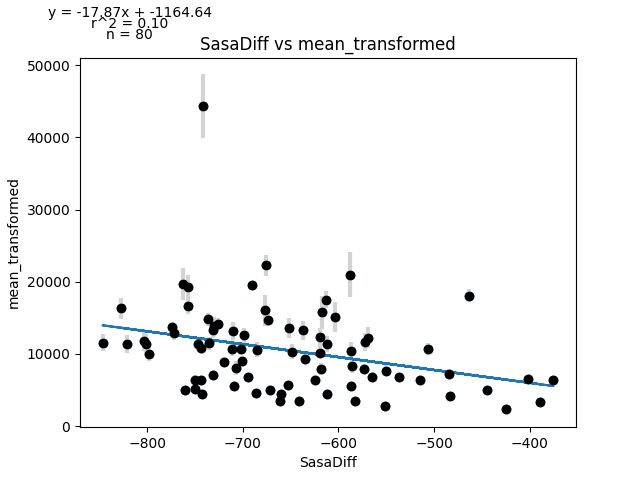 y = -17.87x + -1164.64
r^2 = 0.10
n = 80
SasaDiff vs mean_transformed
50000
40000
30000
20000
10000
0
mean_transformed
−800
−700
−600
−500
−400
SasaDiff